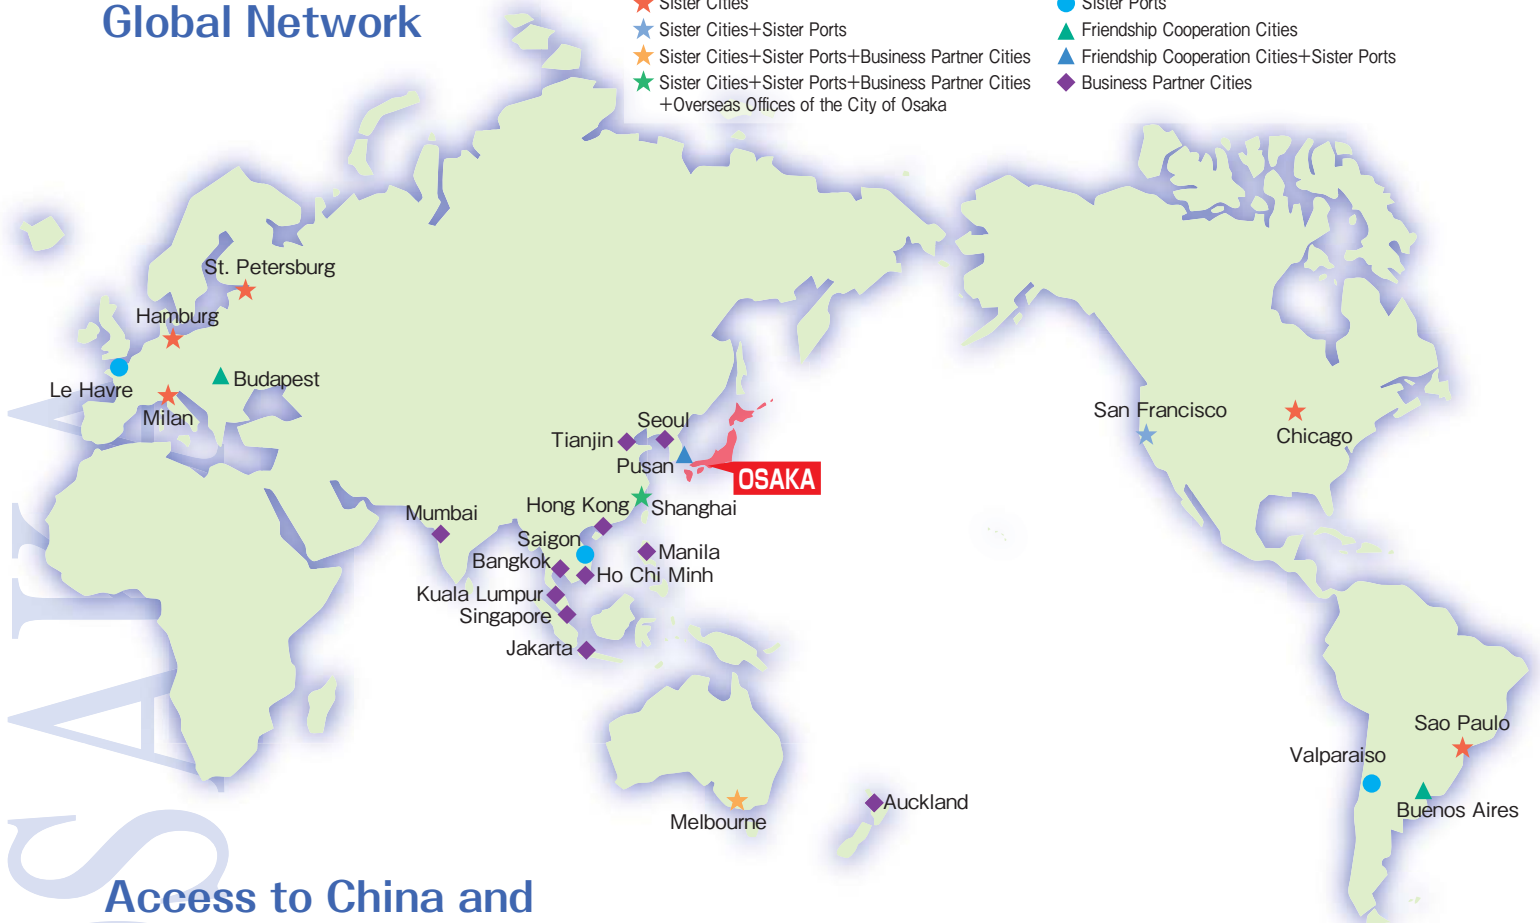 Global Network
Sister Cities
Sister Cities+Sister Ports
Sister Cities+Sister Ports+Business Partner Cities
Sister Cities+Sister Ports+Business Partner Cities
+Overseas Offices of the City of Osaka
Sister Ports
Friendship Cooperation Cities
Friendship Cooperation Cities+Sister Ports
Business Partner Cities
St. Petersburg
Hamburg
Le Havre
Budapest
Milan
Seoul
Tianjin
Pusan
OSAKA
Hong Kong
Shanghai
Mumbai
Saigon
Manila
Bangkok
Ho Chi Minh
Kuala Lumpur
Singapore
Jakarta
Melbourne
Auckland
San Francisco
Chicago
Sao Paulo
Valparaiso
Buenos Aires
Access to China and